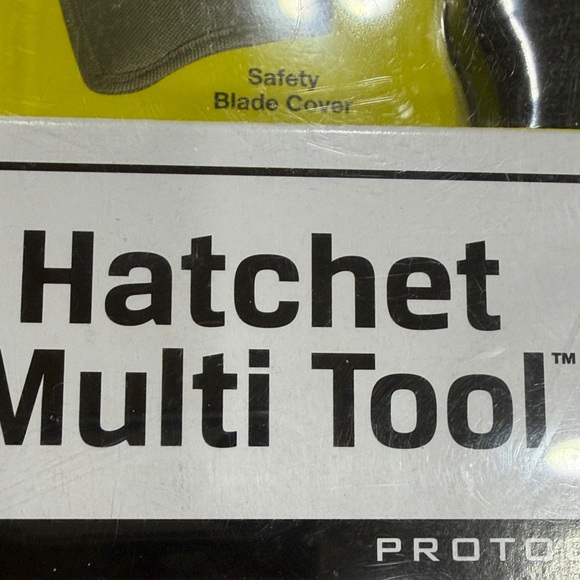 Safety
Blade Cover
Hatchet
Multi Tool™